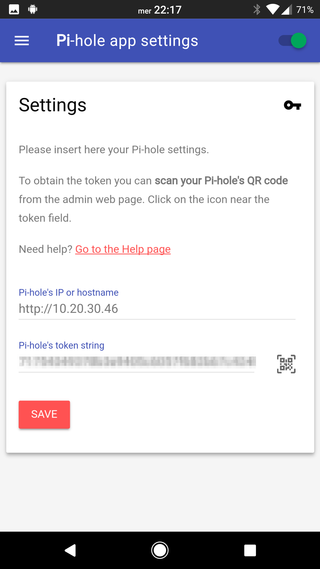 mer 22:17 71%
Pi-hole app settings
Settings
Please insert here your Pi-hole settings.
To obtain the token you can scan your Pi-hole's QR code
from the admin web page. Click on the icon near the
token field.
Need help? Go to the Help page
Pi-hole's IP or hostname
http://10.20.30.46
Pi-hole's token string
SAVE